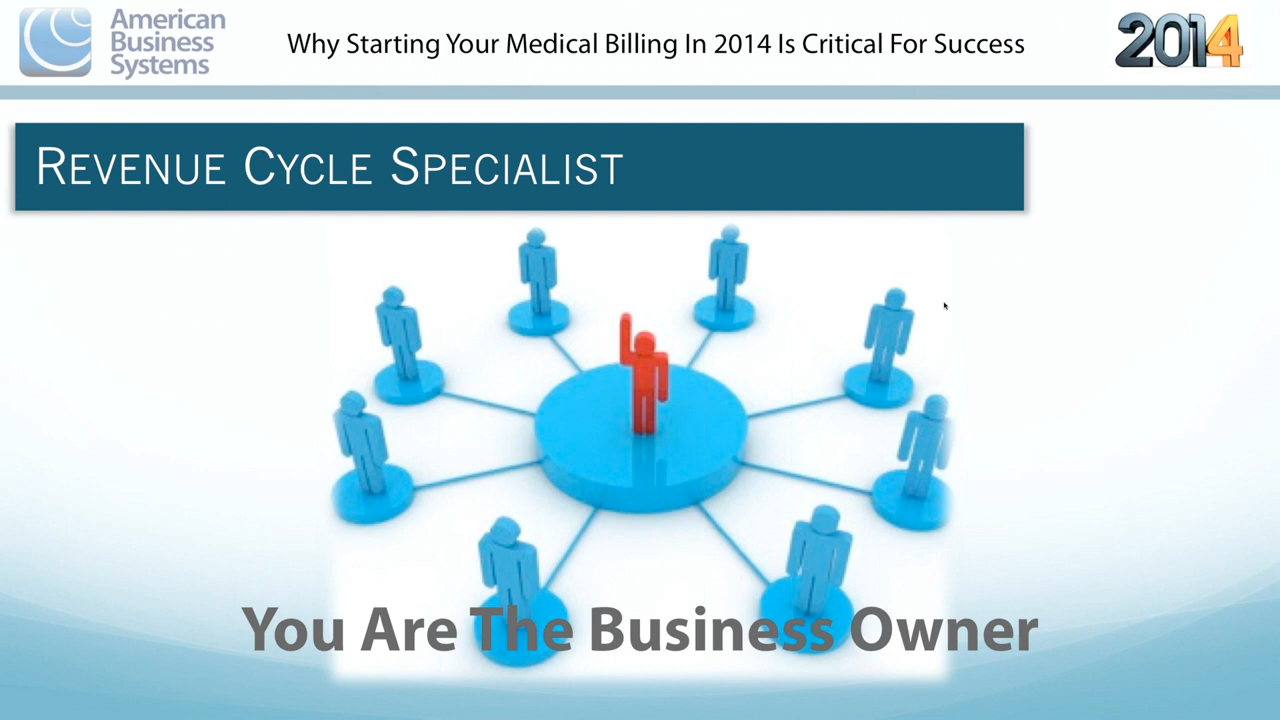 American
Business
Systems
Why Starting Your Medical Billing In 2014 Is Critical For Success
2014
REVENUE CYCLE SPECIALIST
You Are The Business Owner